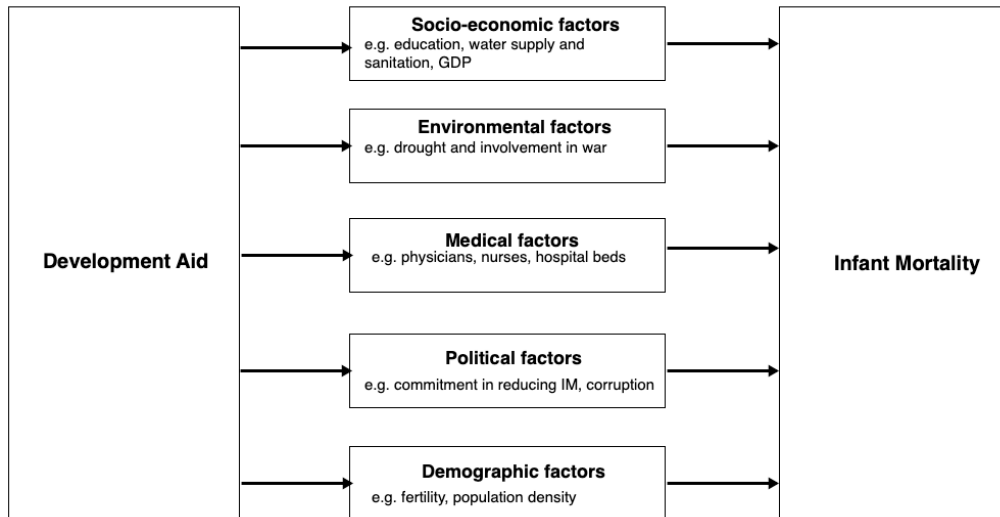 Socio-economic factors
e.g. education, water supply and
sanitation, GDP
Environmental factors
e.g. drought and involvement in war
Development Aid
Medical factors
e.g. physicians, nurses, hospital beds
Infant Mortality
Political factors
e.g. commitment in reducing IM, corruption
Demographic factors
e.g. fertility, population density